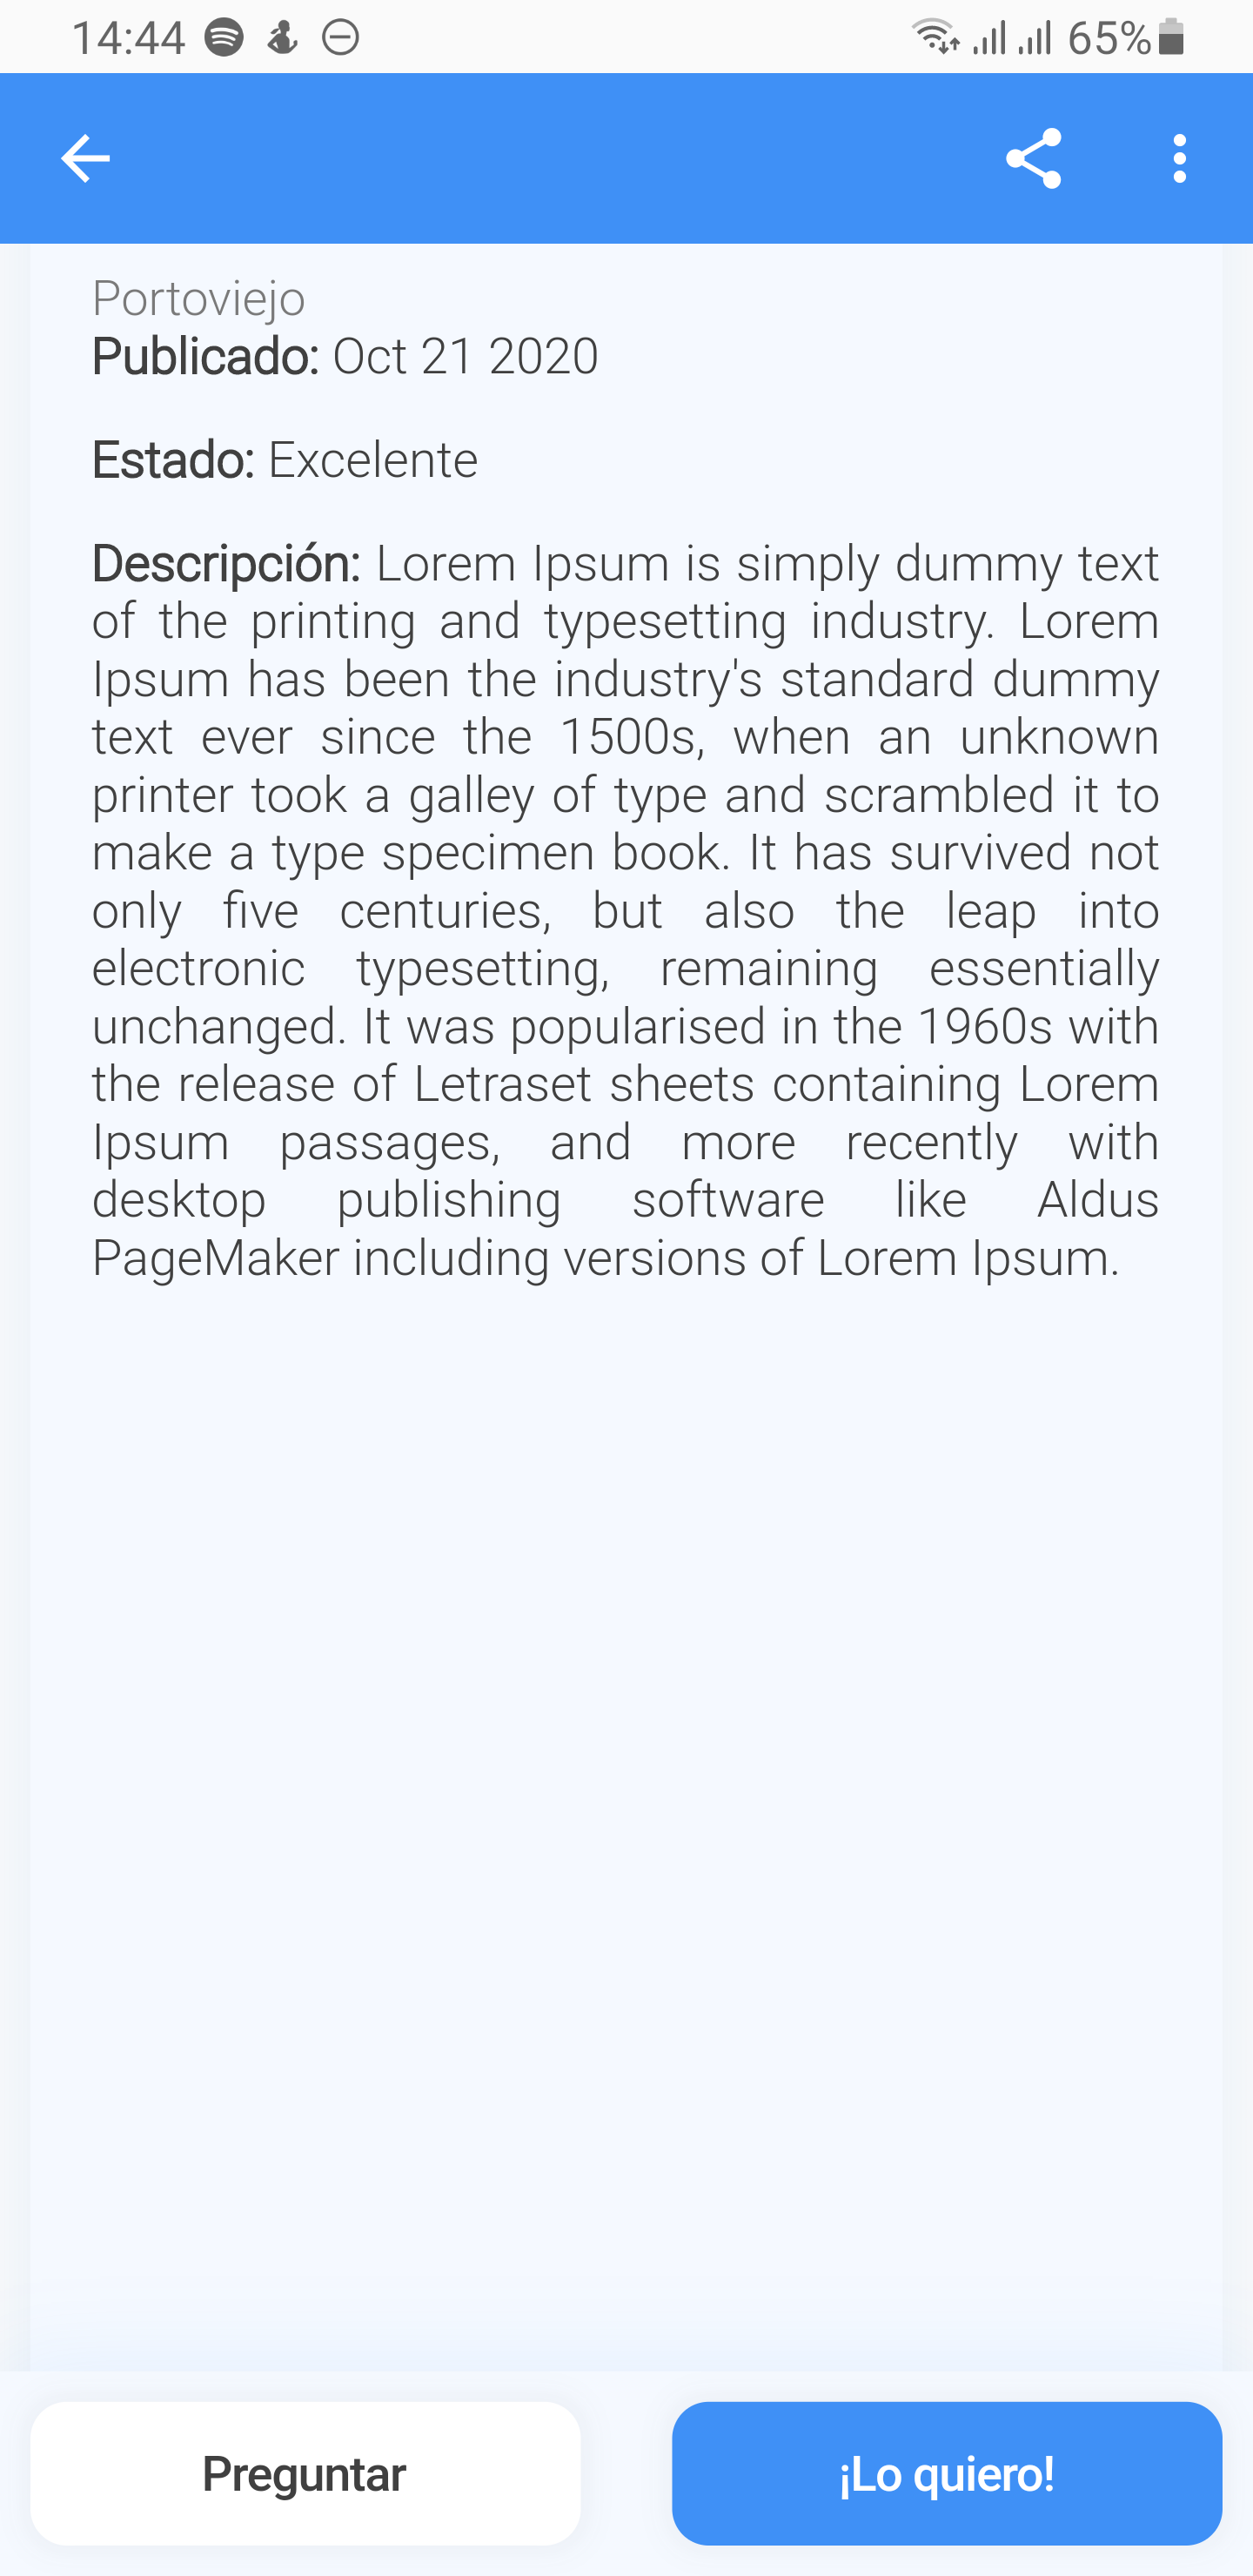 14:44
65%
Portoviejo
Publicado: Oct 21 2020
Estado: Excelente
Descripción: Lorem Ipsum is simply dummy text
of the printing and typesetting industry. Lorem
Ipsum has been the industry's standard dummy
text ever since the 1500s, when an unknown
printer took a galley of type and scrambled it to
make a type specimen book. It has survived not
only five centuries, but also the leap into
electronic typesetting, remaining essentially
unchanged. It was popularised in the 1960s with
the release of Letraset sheets containing Lorem
Ipsum passages, and more recently with
desktop publishing software like Aldus
PageMaker including versions of Lorem Ipsum.
Preguntar
¡Lo quiero!